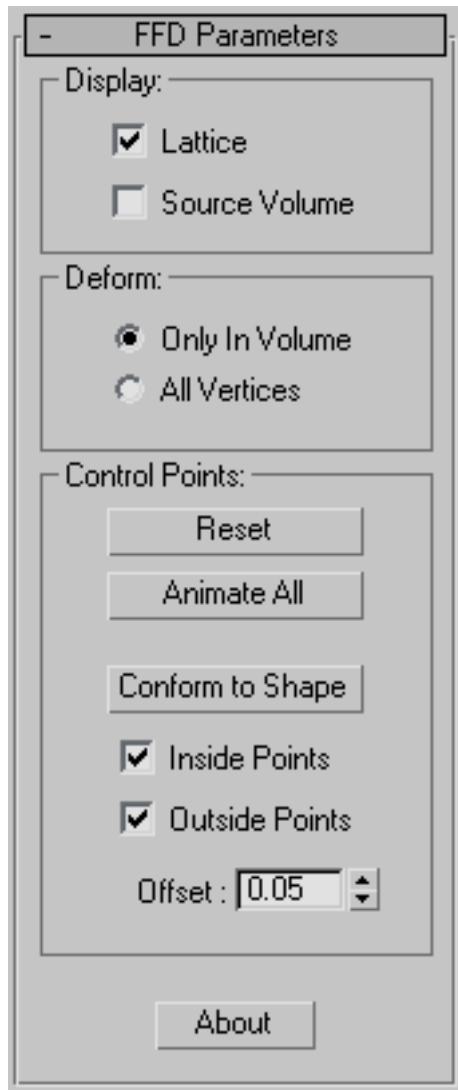 - FFD Parameters
Display:
Lattice
Source Volume
Deform:
Only In Volume
All Vertices
Control Points:
Reset
Animate All
Conform to Shape
Inside Points
Outside Points
Offset : 0.05
About